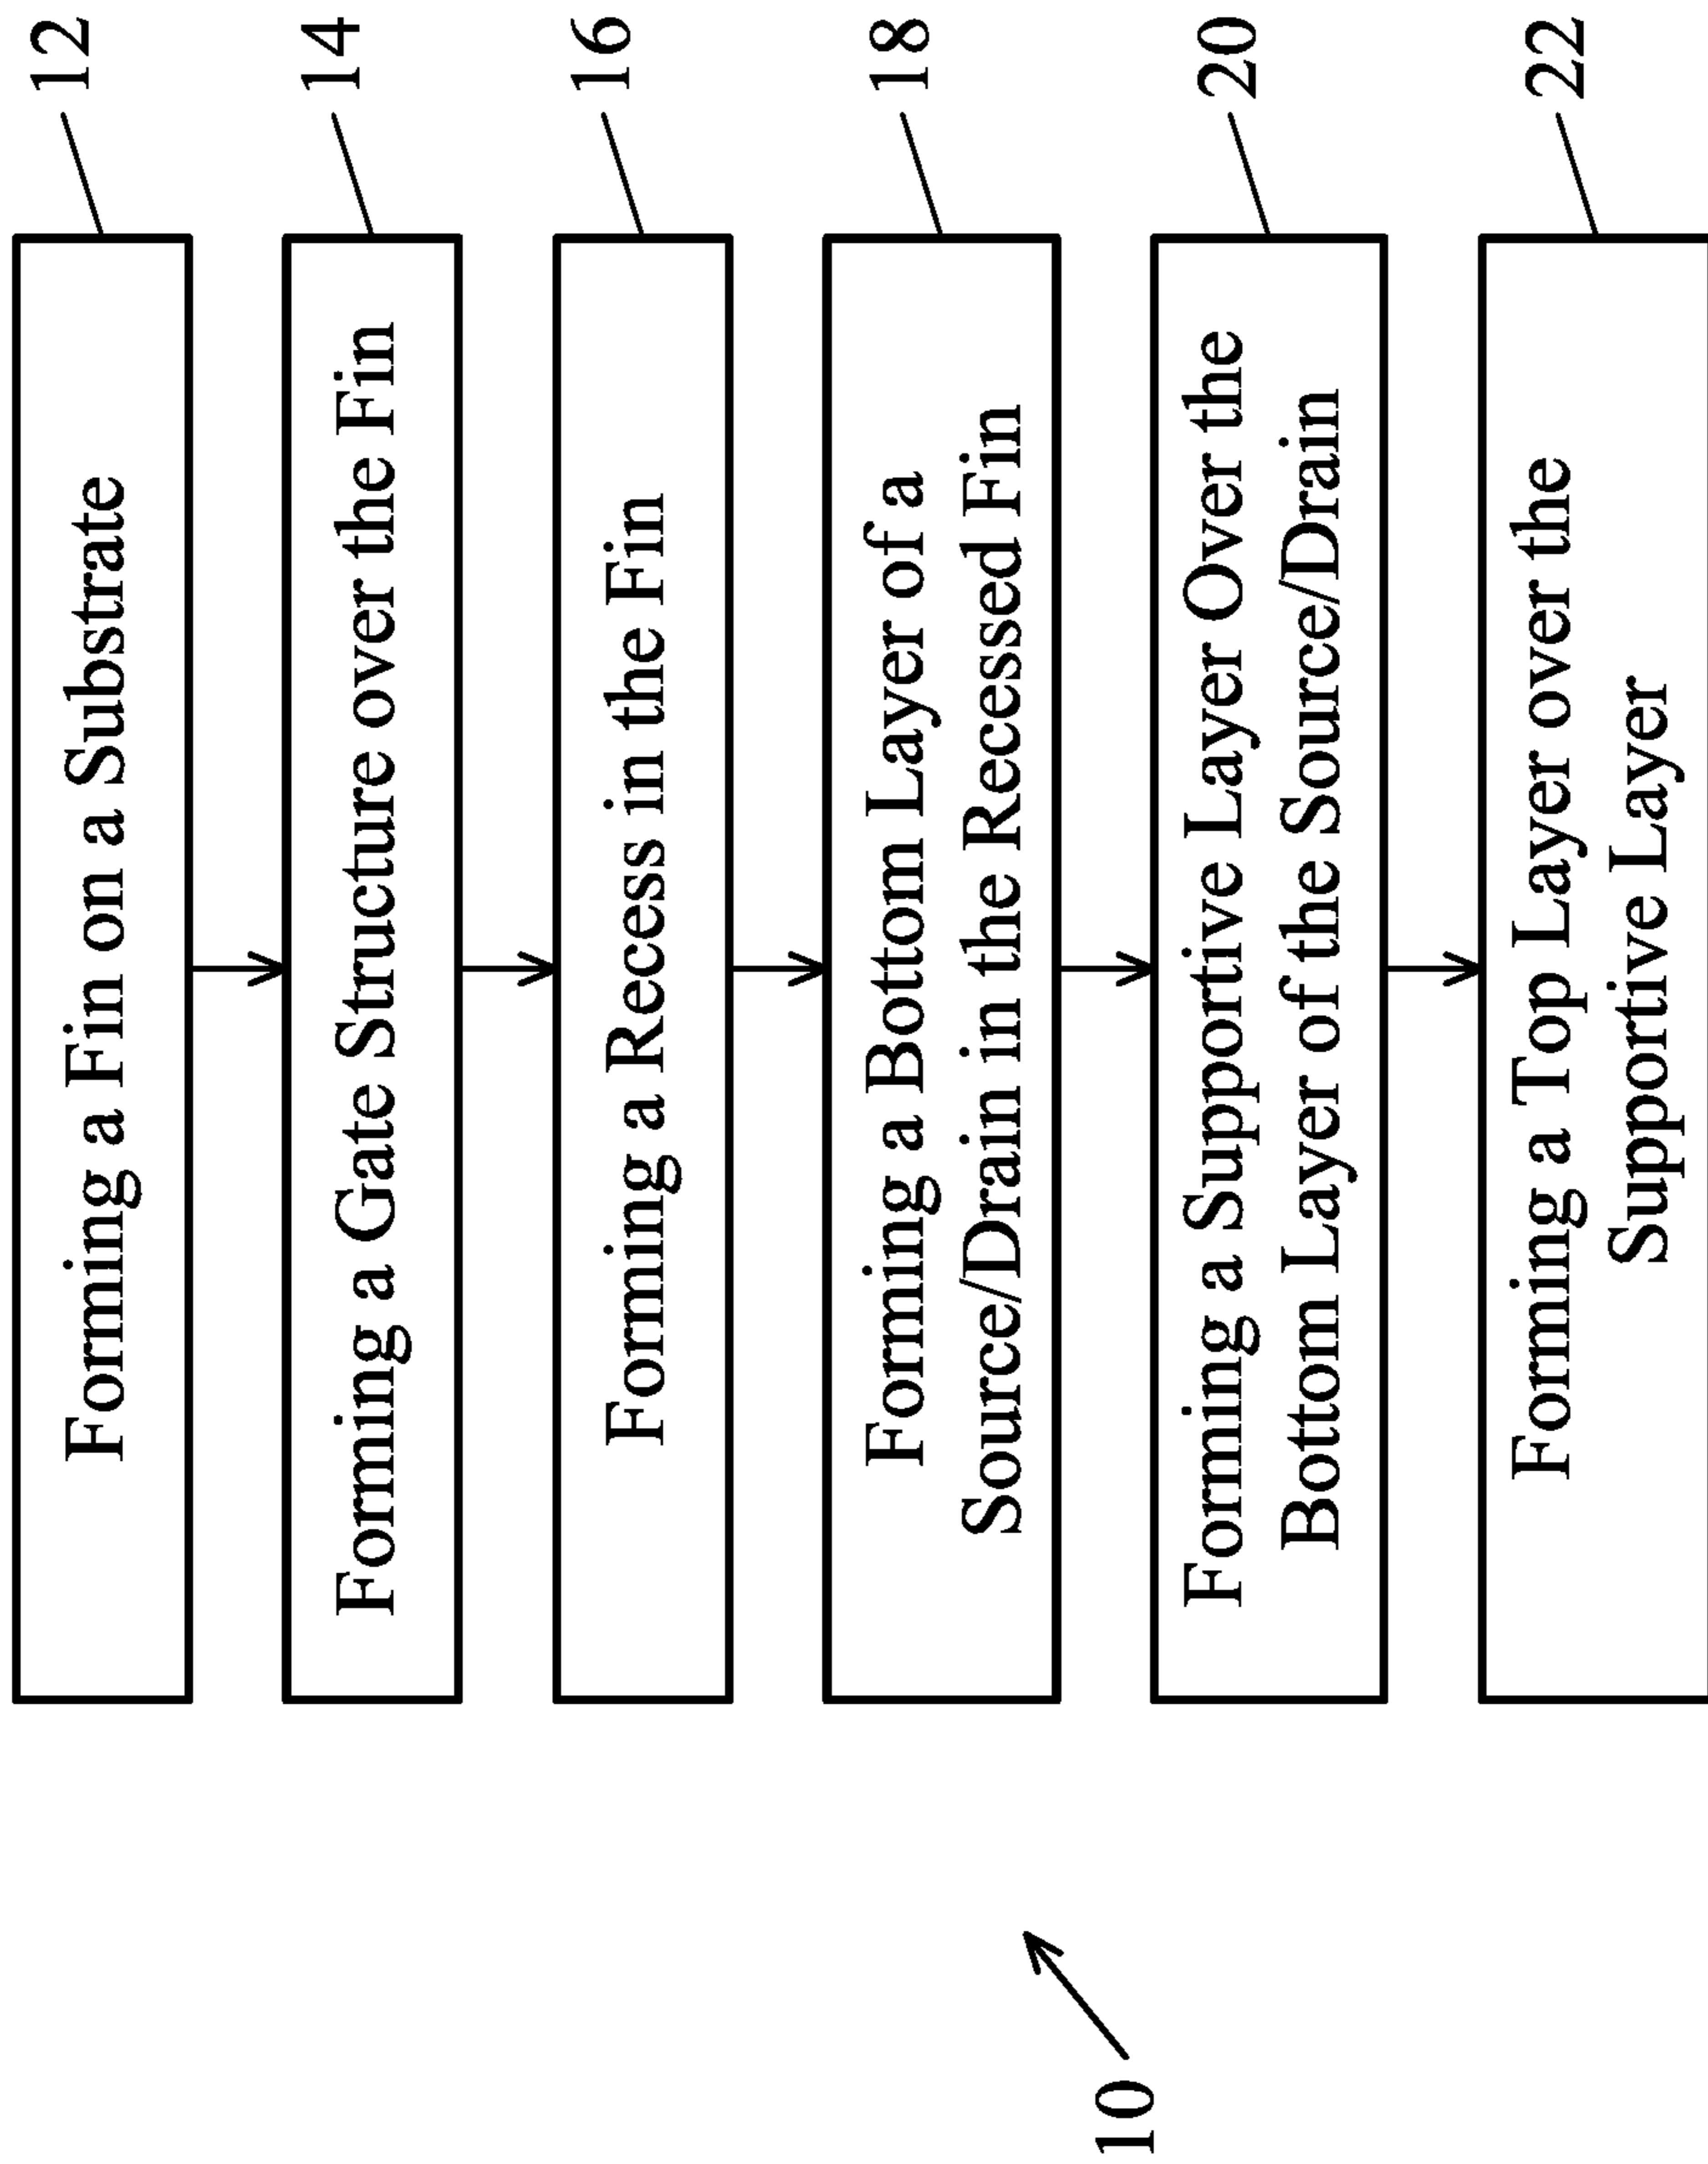 12
Forming a Fin on a Substrate
14
Forming a Gate Structure over the Fin
16
Forming a Recess in the Fin
18
Forming a Bottom Layer of a
Source/Drain in the Recessed Fin
20
Forming a Supportive Layer Over the
Bottom Layer of the Source/Drain
22
Forming a Top Layer over the
Supportive Layer
10